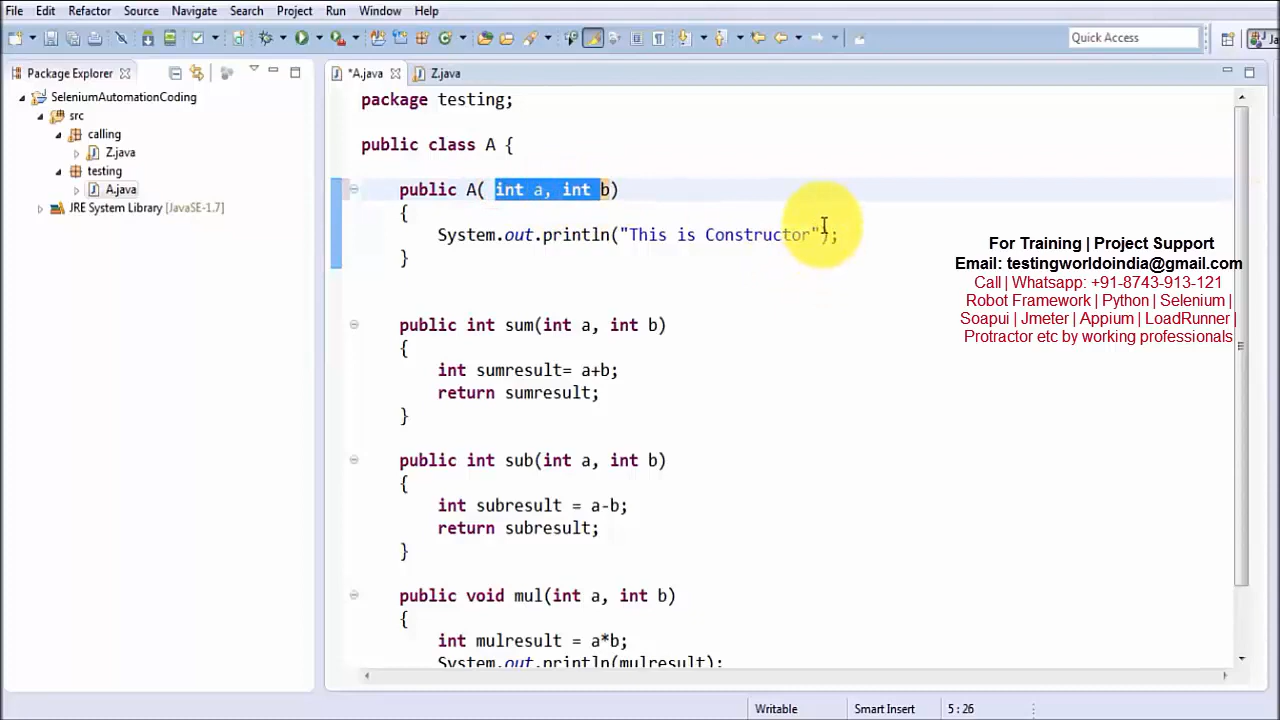 File Edit Refactor Source Navigate Search Project Run Window Help
Quick Access
Package Explorer
*A.java Z.java
SeleniumAutomationCoding
src
calling
Z.java
testing
A.java
JRE System Library [JavaSE-1.7]
package testing;
public class A {
public A( int a, int b)
{
System.out.println("This is Constructor");
}
public int sum(int a, int b)
{
int sumresult= a+b;
return sumresult;
}
public int sub(int a, int b)
{
int subresult = a-b;
return subresult;
}
public void mul(int a, int b)
{
int mulresult = a*b;
System.out.println(mulresult);
For Training | Project Support
Email: testingworldoindia@gmail.com
Call | Whatsapp: +91-8743-913-121
Robot Framework | Python | Selenium |
Soapui | Jmeter | Appium | LoadRunner |
Protractor etc by working professionals
Writable Smart Insert 5 : 26